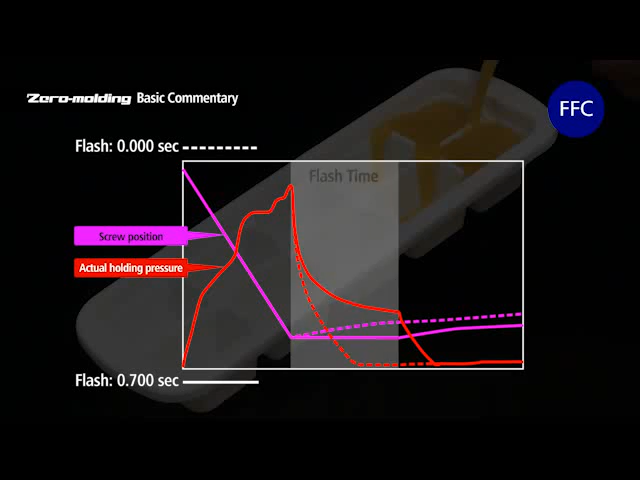 Zero-molding Basic Commentary
FFC
Flash: 0.000 sec
Flash Time
Screw position
Actual holding pressure
Flash: 0.700 sec